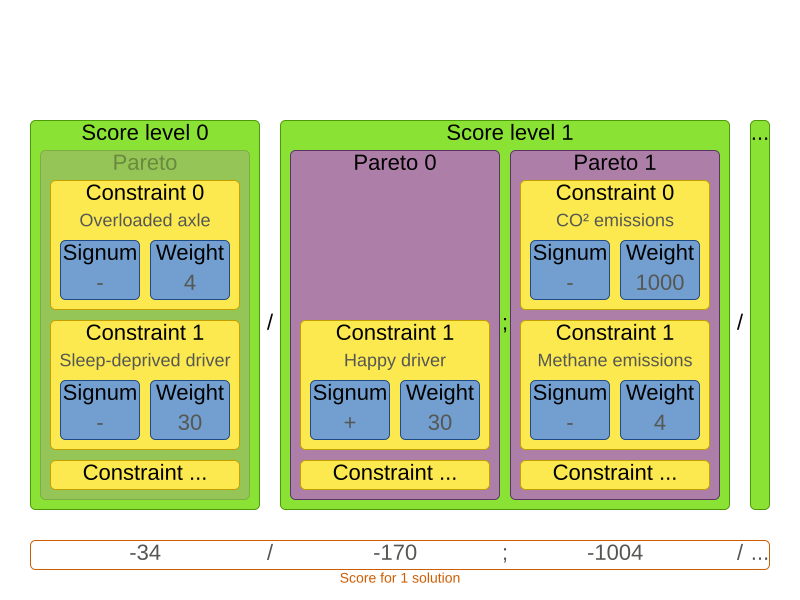 Score level 0
Pareto
Constraint 0
Overloaded axle
Signum Weight
- 4
Constraint 1
Sleep-deprived driver
Signum Weight
- 30
Constraint ...
/
Score level 1
Pareto 0
Constraint 1
Happy driver
Signum Weight
+ 30
Constraint ...
;
Pareto 1
Constraint 0
CO² emissions
Signum Weight
- 1000
Constraint 1
Methane emissions
Signum Weight
- 4
Constraint ...
/
...
-34 / -170 ; -1004 / ...
Score for 1 solution